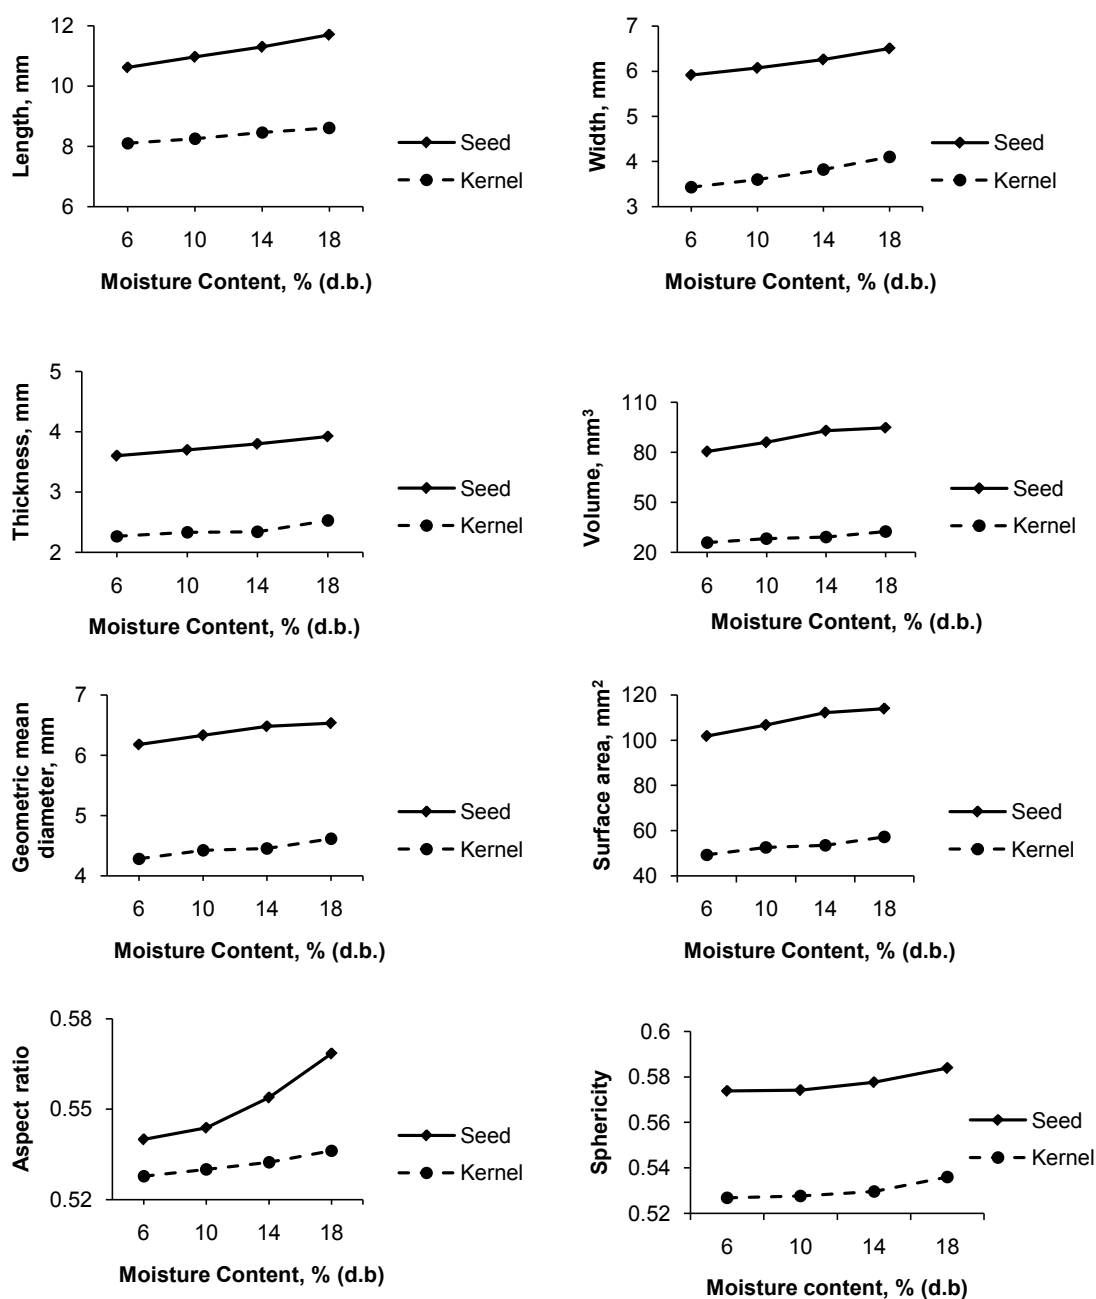 Length, mm
12
10
8
6
6 10 14 18
Moisture Content, % (d.b.)
Seed
Kernel
Width, mm
7
6
5
4
3
6 10 14 18
Moisture Content, % (d.b.)
Seed
Kernel
Thickness, mm
5
4
3
2
6 10 14 18
Moisture Content, % (d.b.)
Seed
Kernel
Volume, mm³
110
80
50
20
6 10 14 18
Moisture Content, % (d.b.)
Seed
Kernel
Geometric mean
diameter, mm
7
6
5
4
6 10 14 18
Moisture Content, % (d.b.)
Seed
Kernel
Surface area, mm²
120
100
80
60
40
6 10 14 18
Moisture Content, % (d.b.)
Seed
Kernel
Aspect ratio
0.58
0.55
0.52
6 10 14 18
Moisture Content, % (d.b)
Seed
Kernel
Sphericity
0.6
0.58
0.56
0.54
0.52
6 10 14 18
Moisture content, % (d.b)
Seed
Kernel